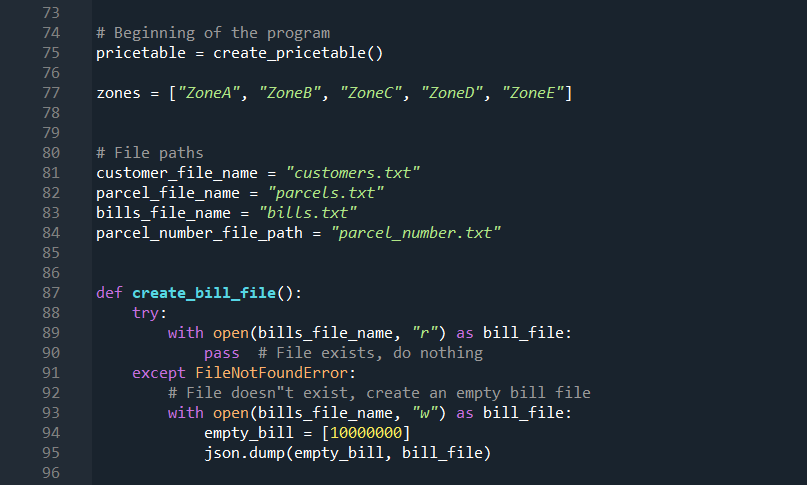 73
74 # Beginning of the program
75 pricetable = create_pricetable()
76
77 zones = ["ZoneA", "ZoneB", "ZoneC", "ZoneD", "ZoneE"]
78
79
80 # File paths
81 customer_file_name = "customers.txt"
82 parcel_file_name = "parcels.txt"
83 bills_file_name = "bills.txt"
84 parcel_number_file_path = "parcel_number.txt"
85
86
87 def create_bill_file():
88     try:
89         with open(bills_file_name, "r") as bill_file:
90             pass  # File exists, do nothing
91     except FileNotFoundError:
92         # File doesn"t exist, create an empty bill file
93         with open(bills_file_name, "w") as bill_file:
94             empty_bill = [10000000]
95             json.dump(empty_bill, bill_file)
96